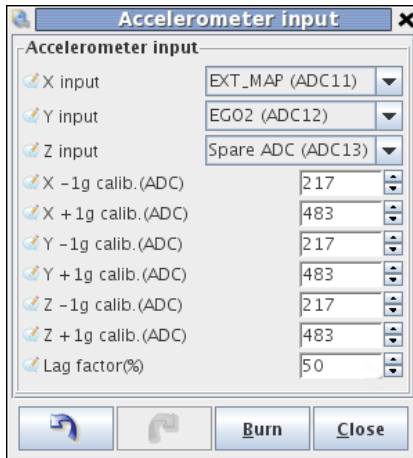 Accelerometer input
Accelerometer input
X input EXT_MAP (ADC11)
Y input EGO2 (ADC12)
Z input Spare ADC (ADC13)
X -1g calib.(ADC) 217
X +1g calib.(ADC) 483
Y -1g calib.(ADC) 217
Y +1g calib.(ADC) 483
Z -1g calib.(ADC) 217
Z +1g calib.(ADC) 483
Lag factor(%) 50
Burn Close